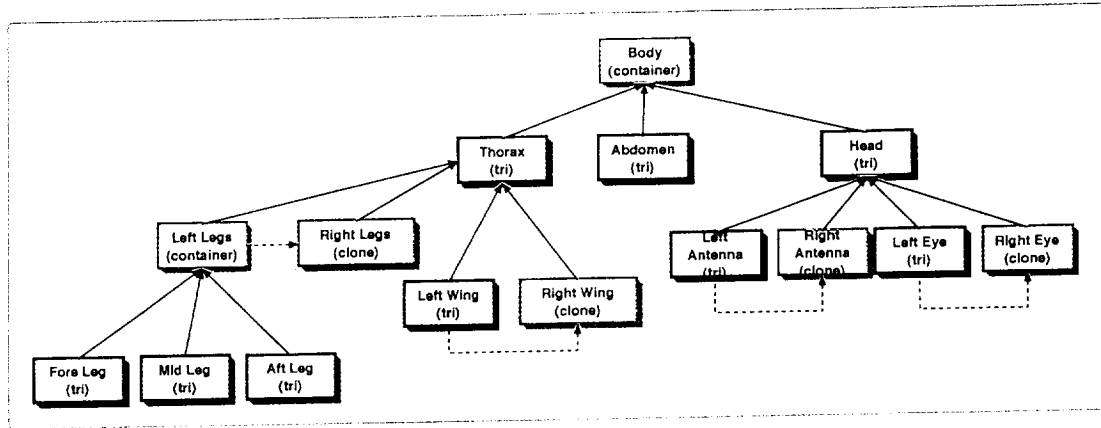 Body
(container)
Thorax
(tri)
Abdomen
(tri)
Head
(tri)
Left Legs
(container)
Right Legs
(clone)
Left
Antenna
(tri)
Right
Antenna
(clone)
Left Eye
(tri)
Right Eye
(clone)
Left Wing
(tri)
Right Wing
(clone)
Fore Leg
(tri)
Mid Leg
(tri)
Aft Leg
(tri)